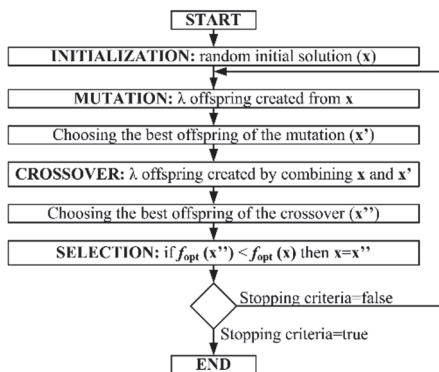 START
INITIALIZATION: random initial solution (x)
MUTATION: λ offspring created from x
Choosing the best offspring of the mutation (x’)
CROSSOVER: λ offspring created by combining x and x’
Choosing the best offspring of the crossover (x’’)
SELECTION: if fopt (x’’) < fopt (x) then x=x’’
Stopping criteria=false
Stopping criteria=true
END